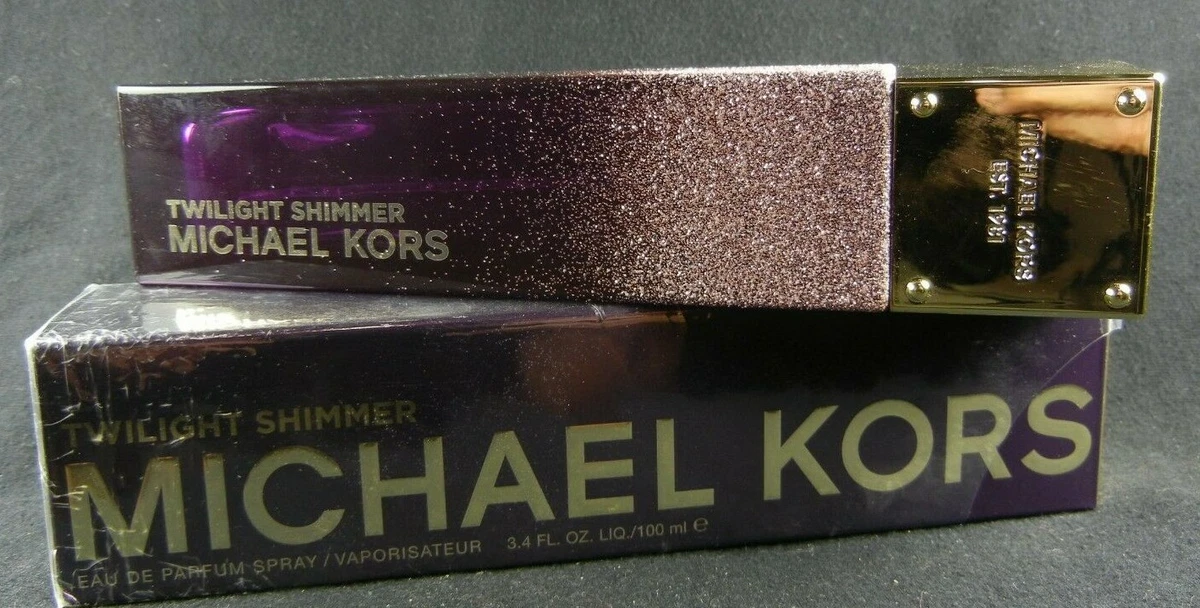 TWILIGHT SHIMMER
MICHAEL KORS
MICHAEL KORS
EST. 1981
TWILIGHT SHIMMER
MICHAEL KORS
EAU DE PARFUM SPRAY / VAPORISATEUR 3.4 FL. OZ. LIQ./100 ml ℮